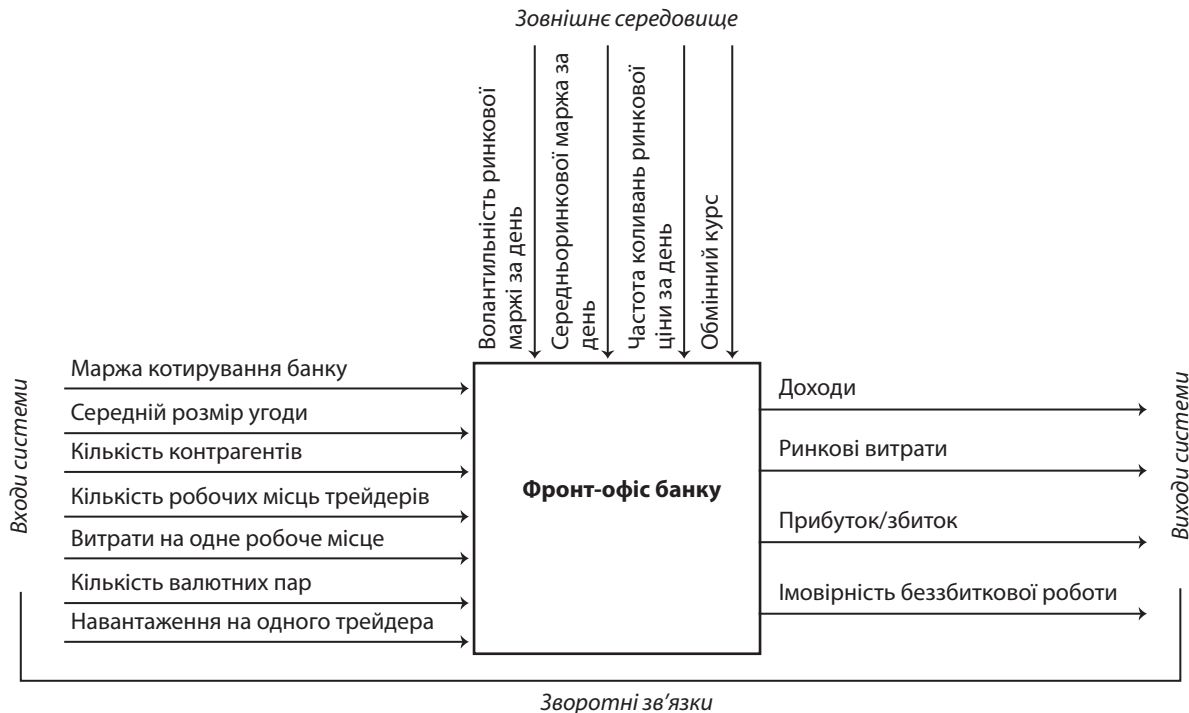 Зовнішнє середовище
Волантильність ринкової
маржі за день
Середньоринкової маржа за
день
Частота коливань ринкової
ціни за день
Обмінний курс
Входи системи
Маржа котирування банку
Середній розмір угоди
Кількість контрагентів
Кількість робочих місць трейдерів
Витрати на одне робоче місце
Кількість валютних пар
Навантаження на одного трейдера
Фронт-офіс банку
Доходи
Ринкові витрати
Прибуток/збиток
Імовірність беззбиткової роботи
Виходи системи
Зворотні зв'язки